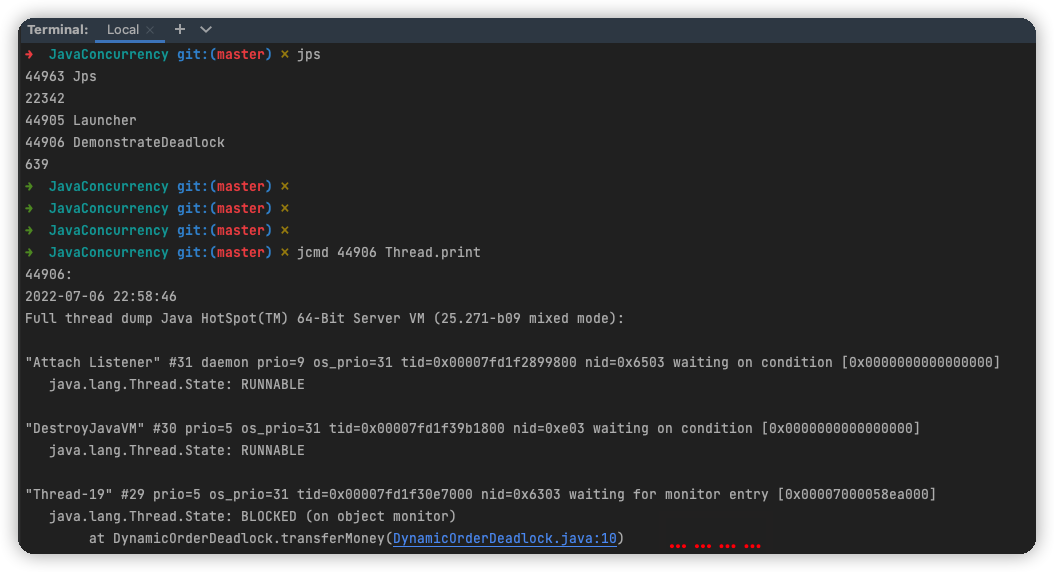 Terminal: Local × + ∨
➜ JavaConcurrency git:(master) × jps
44963 Jps
22342
44905 Launcher
44906 DemonstrateDeadlock
639
➜ JavaConcurrency git:(master) ×
➜ JavaConcurrency git:(master) ×
➜ JavaConcurrency git:(master) ×
➜ JavaConcurrency git:(master) × jcmd 44906 Thread.print
44906:
2022-07-06 22:58:46
Full thread dump Java HotSpot(TM) 64-Bit Server VM (25.271-b09 mixed mode):
"Attach Listener" #31 daemon prio=9 os_prio=31 tid=0x00007fd1f2899800 nid=0x6503 waiting on condition [0x0000000000000000]
java.lang.Thread.State: RUNNABLE
"DestroyJavaVM" #30 prio=5 os_prio=31 tid=0x00007fd1f39b1800 nid=0xe03 waiting on condition [0x0000000000000000]
java.lang.Thread.State: RUNNABLE
"Thread-19" #29 prio=5 os_prio=31 tid=0x00007fd1f30e7000 nid=0x6303 waiting for monitor entry [0x00007000058ea000]
java.lang.Thread.State: BLOCKED (on object monitor)
at DynamicOrderDeadlock.transferMoney(DynamicOrderDeadlock.java:10) ... ... ... ...